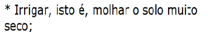 * Irrigar, isto é, molhar o solo muito
seco;